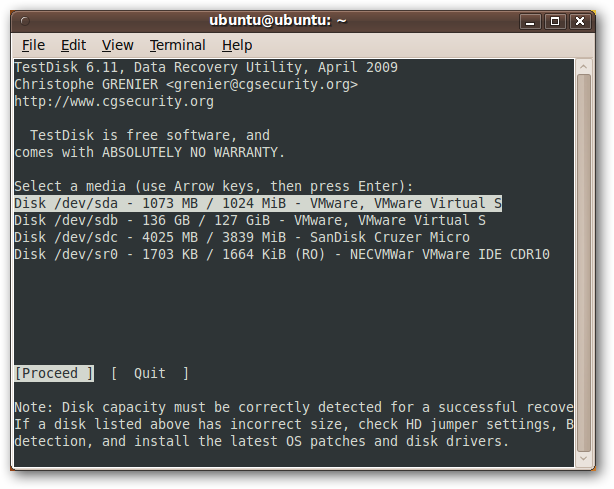 ubuntu@ubuntu: ~
File Edit View Terminal Help
TestDisk 6.11, Data Recovery Utility, April 2009
Christophe GRENIER <grenier@cgsecurity.org>
http://www.cgsecurity.org
TestDisk is free software, and
comes with ABSOLUTELY NO WARRANTY.
Select a media (use Arrow keys, then press Enter):
Disk /dev/sda - 1073 MB / 1024 MiB - VMware, VMware Virtual S
Disk /dev/sdb - 136 GB / 127 GiB - VMware, VMware Virtual S
Disk /dev/sdc - 4025 MB / 3839 MiB - SanDisk Cruzer Micro
Disk /dev/sr0 - 1703 KB / 1664 KiB (RO) - NECVMWar VMware IDE CDR10
[Proceed ]  [  Quit  ]
Note: Disk capacity must be correctly detected for a successful recove
If a disk listed above has incorrect size, check HD jumper settings, B
detection, and install the latest OS patches and disk drivers.